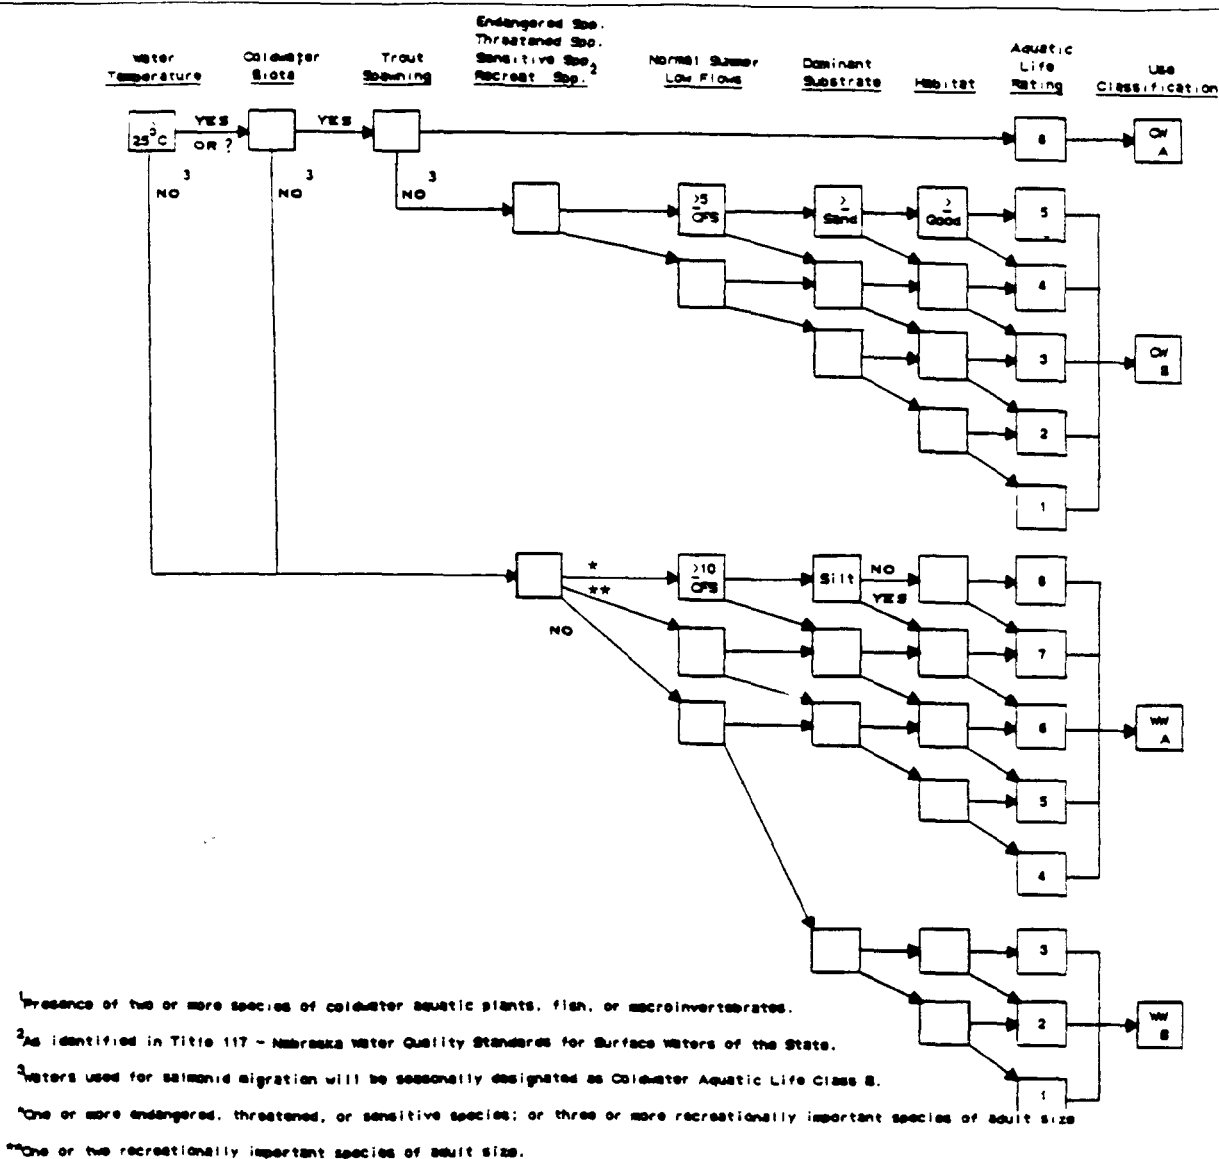 Endangered Spp.
Threatened Spp.
Sensitive Spp.
Recreat Spp.2
Water
Temperature
Coldwater
Biota
Trout
Spawning
Normal Summer
Low Flows
Dominant
Substrate
Habitat
Aquatic
Life
Rating
Use
Classification
25°C
YES
OR ?
YES
6
CW
A
NO 3
NO 3
NO 3
>5
CFS
>
Sand
>
Good
5
4
3
CW
B
2
1
*
**
NO
>10
CFS
Silt
NO
YES
8
7
6
WW
A
5
4
3
2
WW
B
1
1Presence of two or more species of coldwater aquatic plants, fish, or macroinvertebrates.
2As identified in Title 117 - Nebraska Water Quality Standards for Surface Waters of the State.
3Waters used for salmonid migration will be seasonally designated as Coldwater Aquatic Life Class B.
*One or more endangered, threatened, or sensitive species; or three or more recreationally important species of adult size
**One or two recreationally important species of adult size.